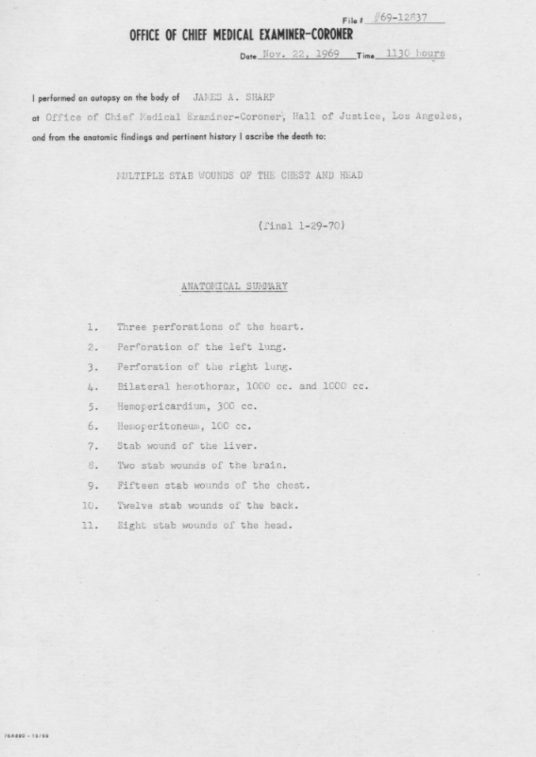 File # #69-12837
OFFICE OF CHIEF MEDICAL EXAMINER-CORONER
Date Nov. 22, 1969 Time 1130 hours
I performed an autopsy on the body of JAMES A. SHARP
at Office of Chief Medical Examiner-Coroner, Hall of Justice, Los Angeles,
and from the anatomic findings and pertinent history I ascribe the death to:
MULTIPLE STAB WOUNDS OF THE CHEST AND HEAD
(final 1-29-70)
ANATOMICAL SUMMARY
1. Three perforations of the heart.
2. Perforation of the left lung.
3. Perforation of the right lung.
4. Bilateral hemothorax, 1000 cc. and 1000 cc.
5. Hemopericardium, 300 cc.
6. Hemoperitoneum, 100 cc.
7. Stab wound of the liver.
8. Two stab wounds of the brain.
9. Fifteen stab wounds of the chest.
10. Twelve stab wounds of the back.
11. Eight stab wounds of the head.